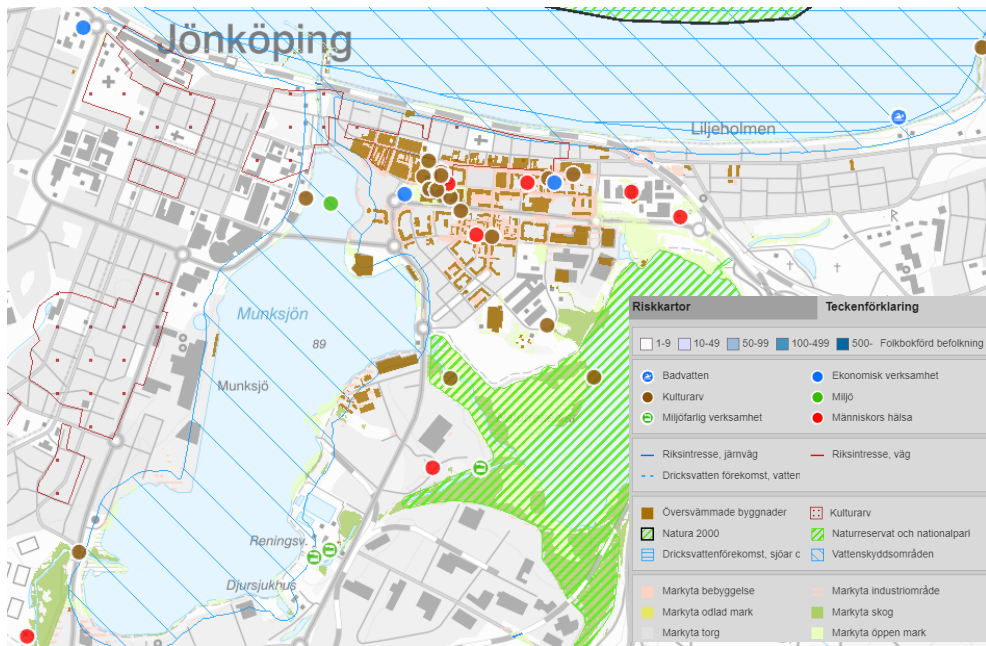 Jönköping
Liljeholmen
Munksjön
89
Munksjö
Reningsv.
Djursjukhus
Riskkartor Teckenförklaring
1-9 10-49 50-99 100-499 500- Folkbokförd befolkning
Badvatten Ekonomisk verksamhet
Kulturarv Miljö
Miljöfarlig verksamhet Människors hälsa
Riksintresse, järnväg Riksintresse, väg
Dricksvatten förekomst, vatten
Översvämmade byggnader Kulturarv
Natura 2000 Naturreservat och nationalparl
Dricksvattenförekomst, sjöar c Vattenskyddsområden
Markyta bebyggelse Markyta industriområde
Markyta odlad mark Markyta skog
Markyta torg Markyta öppen mark